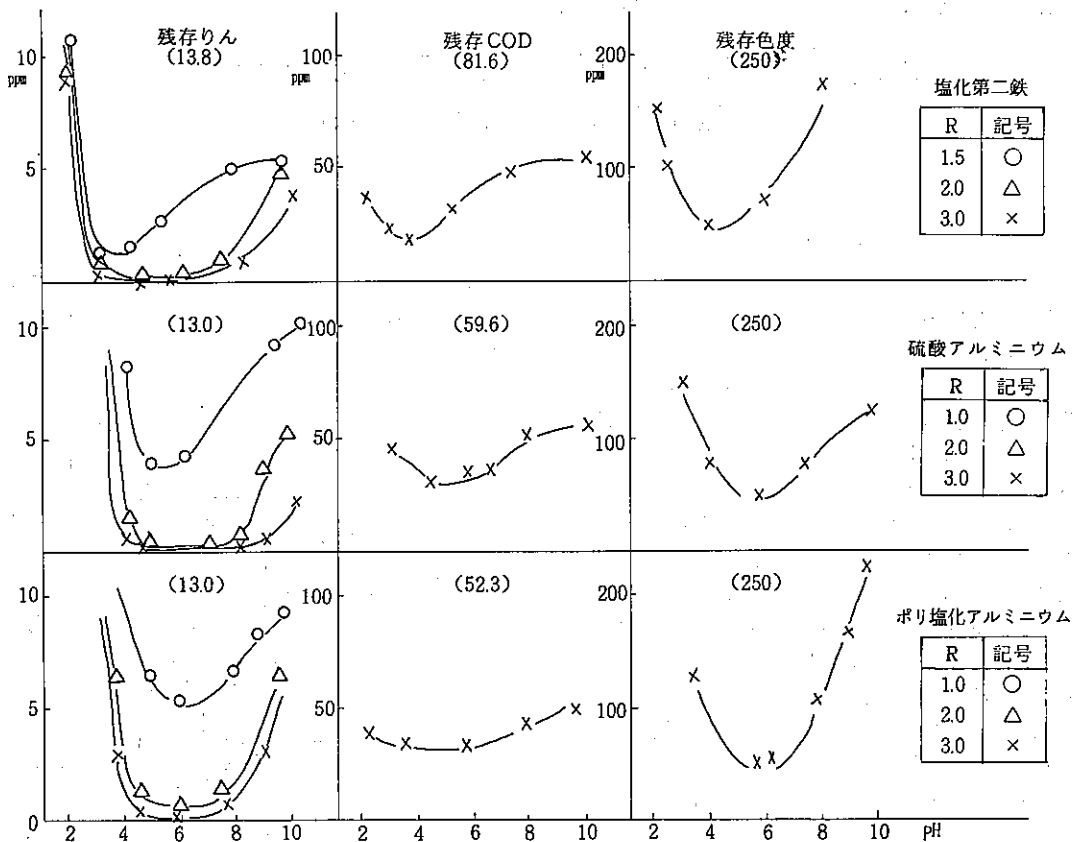 残存りん
(13.8)
10
ppm
5
残存COD
(81.6)
100
ppm
50
残存色度
(250)
200
100
塩化第二鉄
R 記号
1.5 ○
2.0 △
3.0 ×
(13.0)
10
5
(59.6)
100
50
(250)
200
100
硫酸アルミニウム
R 記号
1.0 ○
2.0 △
3.0 ×
(13.0)
10
5
0
(52.3)
100
50
(250)
200
100
ポリ塩化アルミニウム
R 記号
1.0 ○
2.0 △
3.0 ×
2 4 6 8 10
2 4 6 8 10
2 4 6 8 10 pH